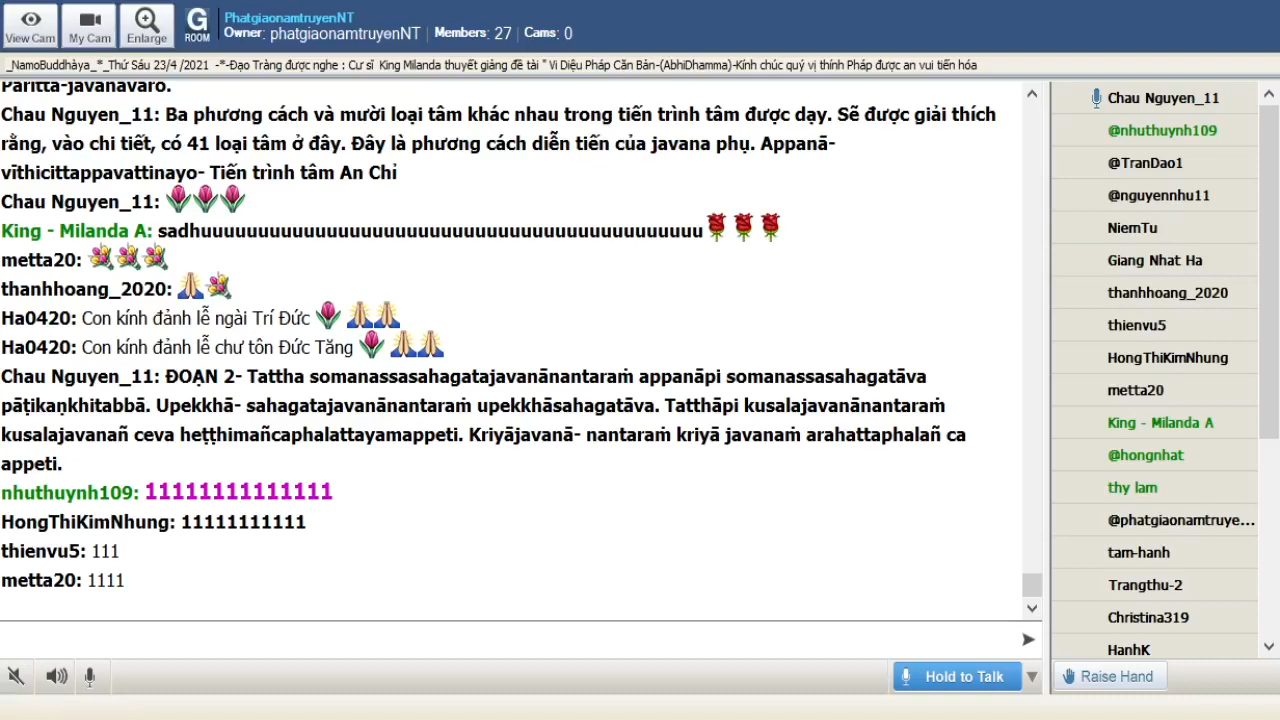 View Cam
My Cam
Enlarge
G
ROOM
PhatgiaonamtruyenNT
Owner: phatgiaonamtruyenNT | Members: 27 | Cams: 0
_NamoBuddhàya_*_Thứ Sáu 23/4 /2021 -*-Đạo Tràng được nghe : Cư sĩ King Milanda thuyết giảng đề tài " Vi Diệu Pháp Căn Bản-(AbhiDhamma)-Kính chúc quý vị thính Pháp được an vui tiến hóa
Paritta-javanavāro.
Chau Nguyen_11: Ba phương cách và mười loại tâm khác nhau trong tiến trình tâm được dạy. Sẽ được giải thích
rằng, vào chi tiết, có 41 loại tâm ở đây. Đây là phương cách diễn tiến của javana phụ. Appanā-
vīthicittappavattinayo- Tiến trình tâm An Chỉ
Chau Nguyen_11:
King - Milanda A: sadhuuuuuuuuuuuuuuuuuuuuuuuuuuuuuuuuuuuuuuuuuuuu
metta20:
thanhhoang_2020:
Ha0420: Con kính đảnh lễ ngài Trí Đức
Ha0420: Con kính đảnh lễ chư tôn Đức Tăng
Chau Nguyen_11: ĐOẠN 2- Tattha somanassasahagatajavanānantaraṁ appanāpi somanassasahagatāva
pāṭikaṇkhitabbā. Upekkhā- sahagatajavanānantaraṁ upekkhāsahagatāva. Tatthāpi kusalajavanānantaraṁ
kusalajavanañ ceva heṭṭhimañcaphalattayamappeti. Kriyājavanā- nantaraṁ kriyā javanaṁ arahattaphalañ ca
appeti.
nhuthuynh109: 11111111111111
HongThiKimNhung: 11111111111
thienvu5: 111
metta20: 1111
Hold to Talk
Chau Nguyen_11
@nhuthuynh109
@TranDao1
@nguyennhu11
NiemTu
Giang Nhat Ha
thanhhoang_2020
thienvu5
HongThiKimNhung
metta20
King - Milanda A
@hongnhat
thy lam
@phatgiaonamtruye...
tam-hanh
Trangthu-2
Christina319
HanhK
Raise Hand